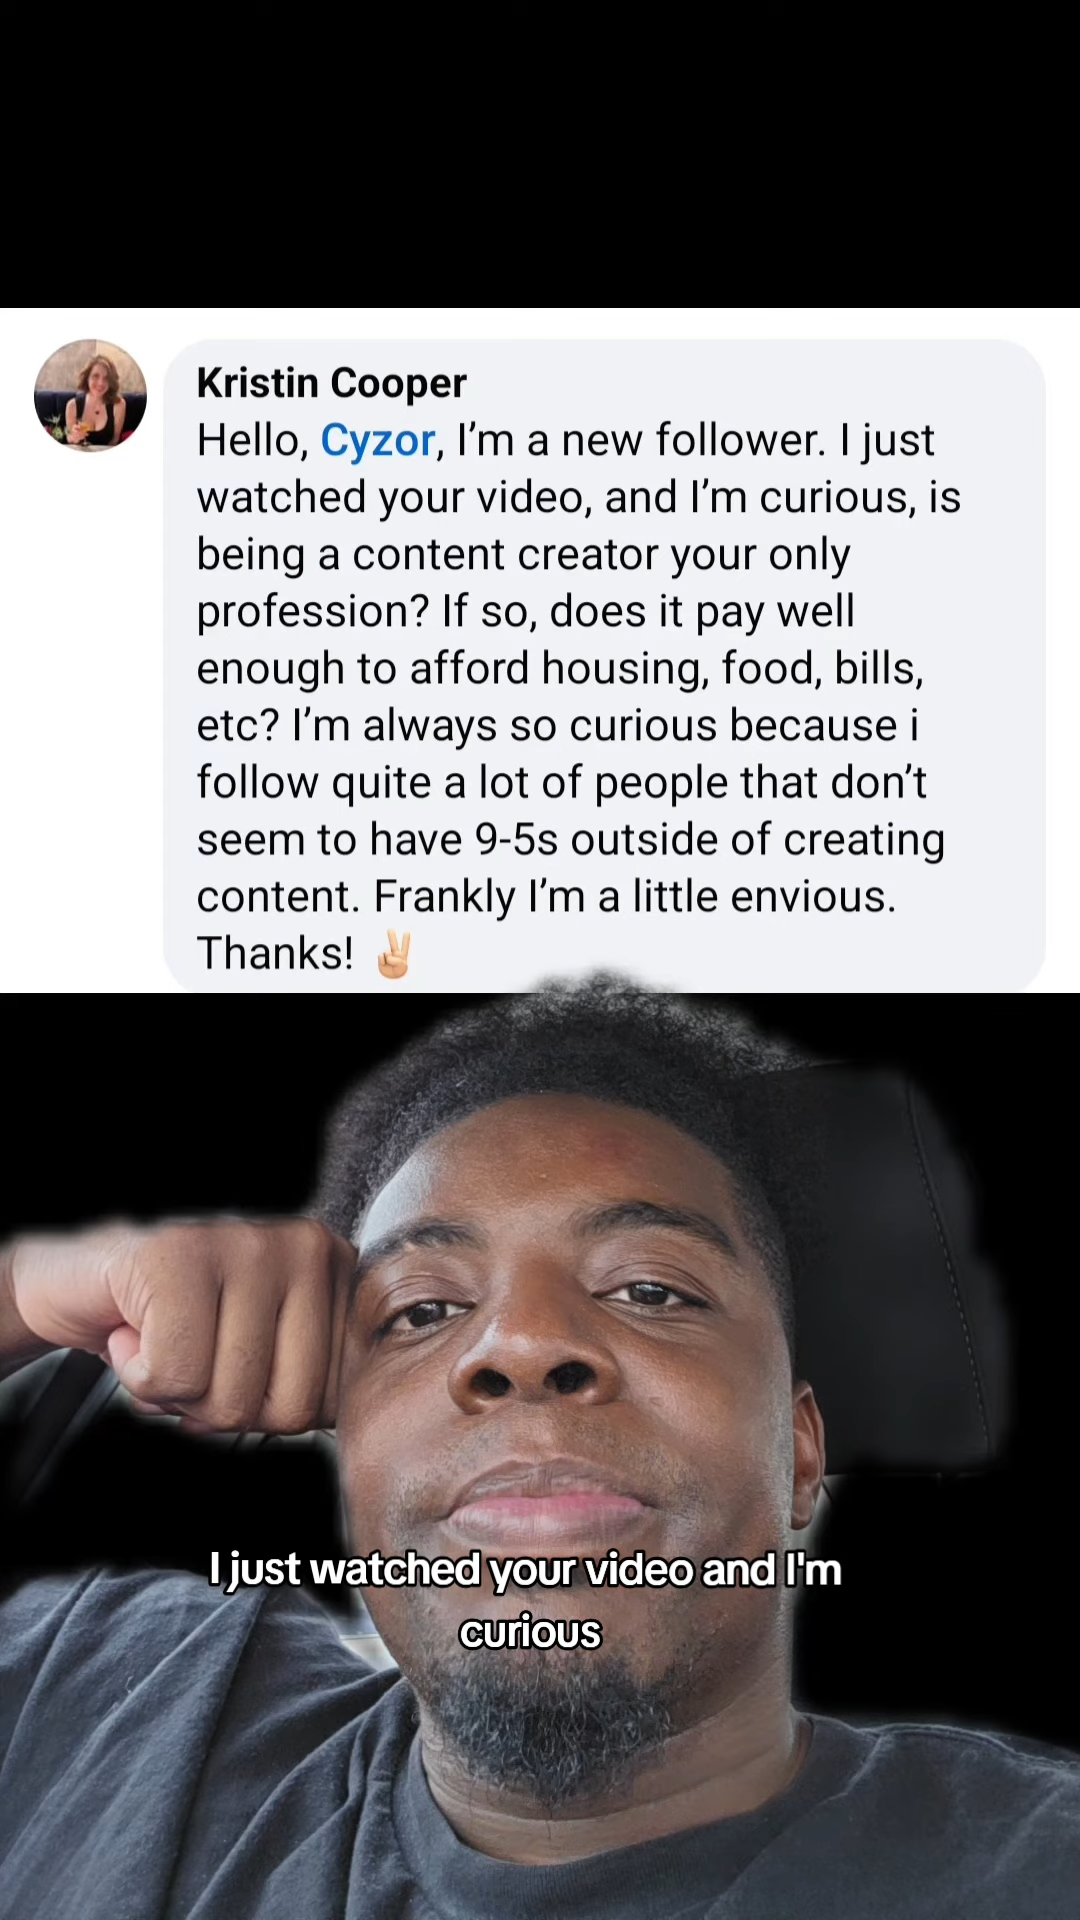 Kristin Cooper
Hello, Cyzor, I’m a new follower. I just
watched your video, and I’m curious, is
being a content creator your only
profession? If so, does it pay well
enough to afford housing, food, bills,
etc? I’m always so curious because i
follow quite a lot of people that don’t
seem to have 9-5s outside of creating
content. Frankly I’m a little envious.
Thanks! ✌🏼
I just watched your video and I'm
curious